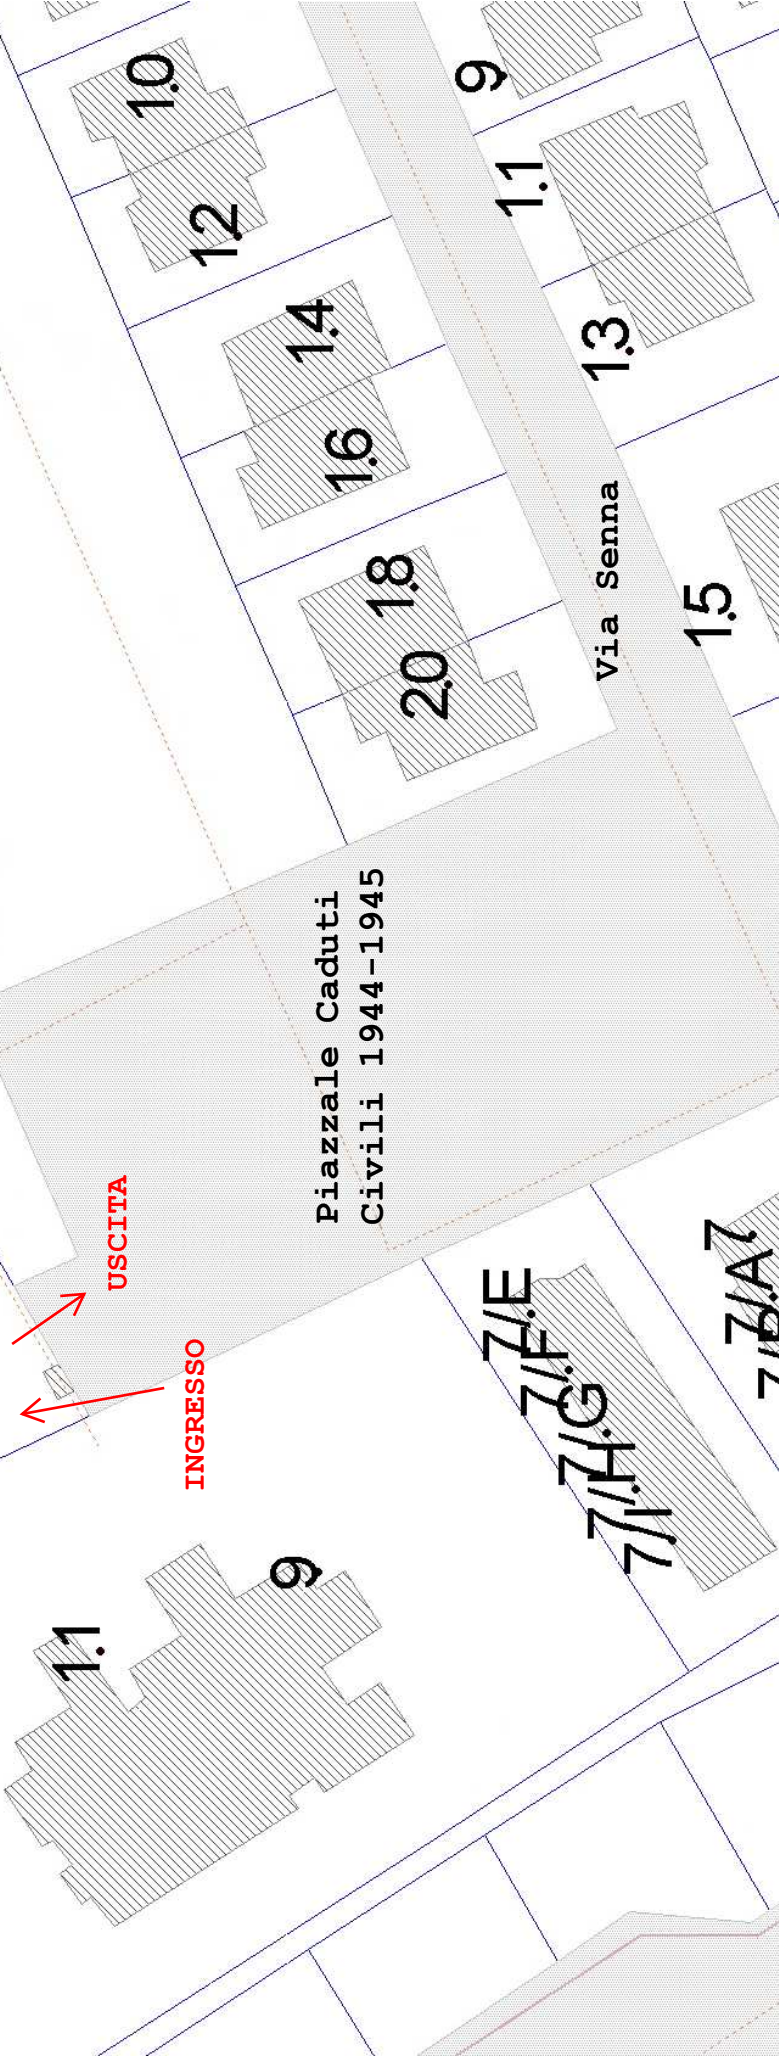 10
12
14
16
18
20
9
11
13
15
Via Senna
Piazzale Caduti
Civili 1944-1945
USCITA
INGRESSO
7/E
7/F
7/G
7/H
7/I
7/A
7
9
11